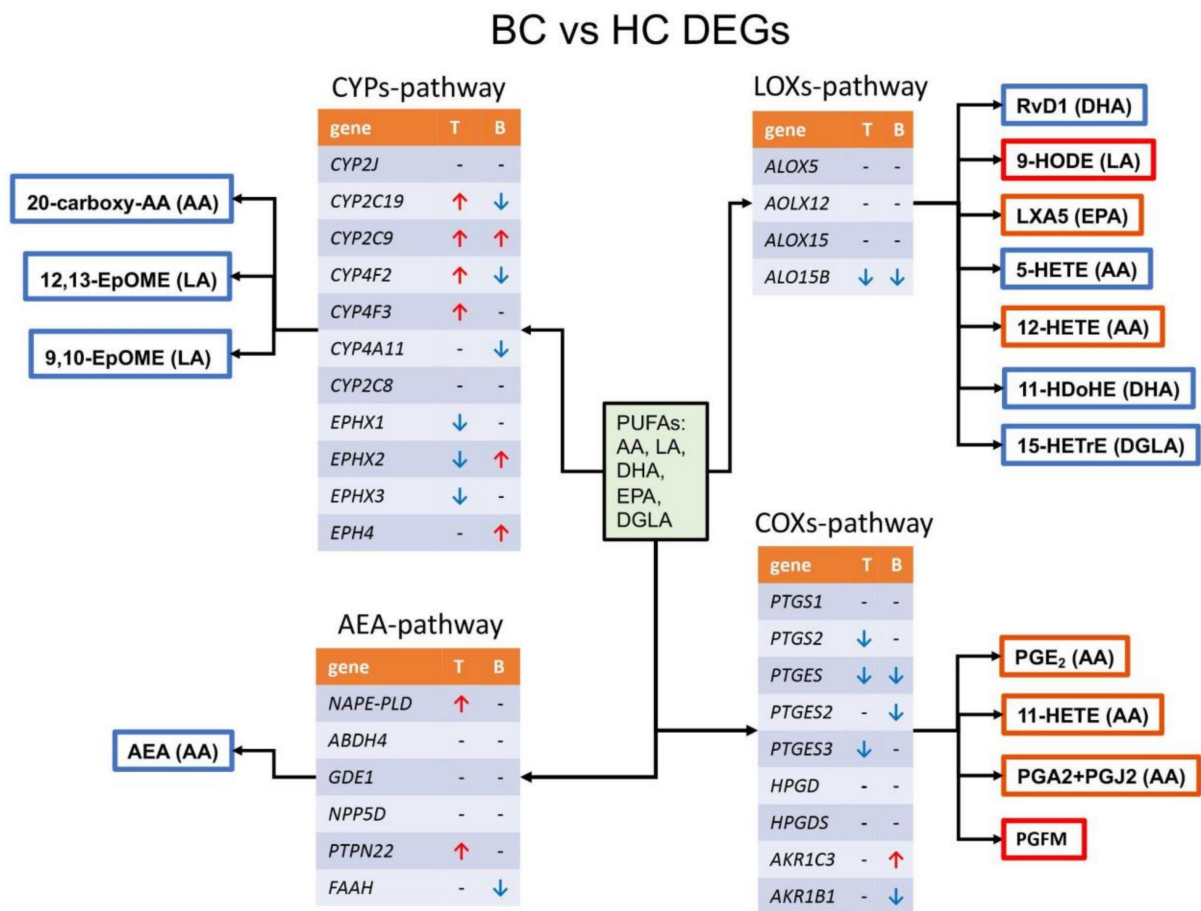 BC vs HC DEGs
CYPs-pathway
gene T B
CYP2J - -
CYP2C19 ↑ ↓
CYP2C9 ↑ ↑
CYP4F2 ↑ ↓
CYP4F3 ↑ -
CYP4A11 - ↓
CYP2C8 - -
EPHX1 ↓ -
EPHX2 ↓ ↑
EPHX3 ↓ -
EPH4 - ↑
20-carboxy-AA (AA)
12,13-EpOME (LA)
9,10-EpOME (LA)
LOXs-pathway
gene T B
ALOX5 - -
AOLX12 - -
ALOX15 - -
ALO15B ↓ ↓
RvD1 (DHA)
9-HODE (LA)
LXA5 (EPA)
5-HETE (AA)
12-HETE (AA)
11-HDoHE (DHA)
15-HETrE (DGLA)
PUFAs:
AA, LA,
DHA,
EPA,
DGLA
AEA-pathway
gene T B
NAPE-PLD ↑ -
ABDH4 - -
GDE1 - -
NPP5D - -
PTPN22 ↑ -
FAAH - ↓
AEA (AA)
COXs-pathway
gene T B
PTGS1 - -
PTGS2 ↓ -
PTGES ↓ ↓
PTGES2 - ↓
PTGES3 ↓ -
HPGD - -
HPGDS - -
AKR1C3 - ↑
AKR1B1 - ↓
PGE₂ (AA)
11-HETE (AA)
PGA2+PGJ2 (AA)
PGFM